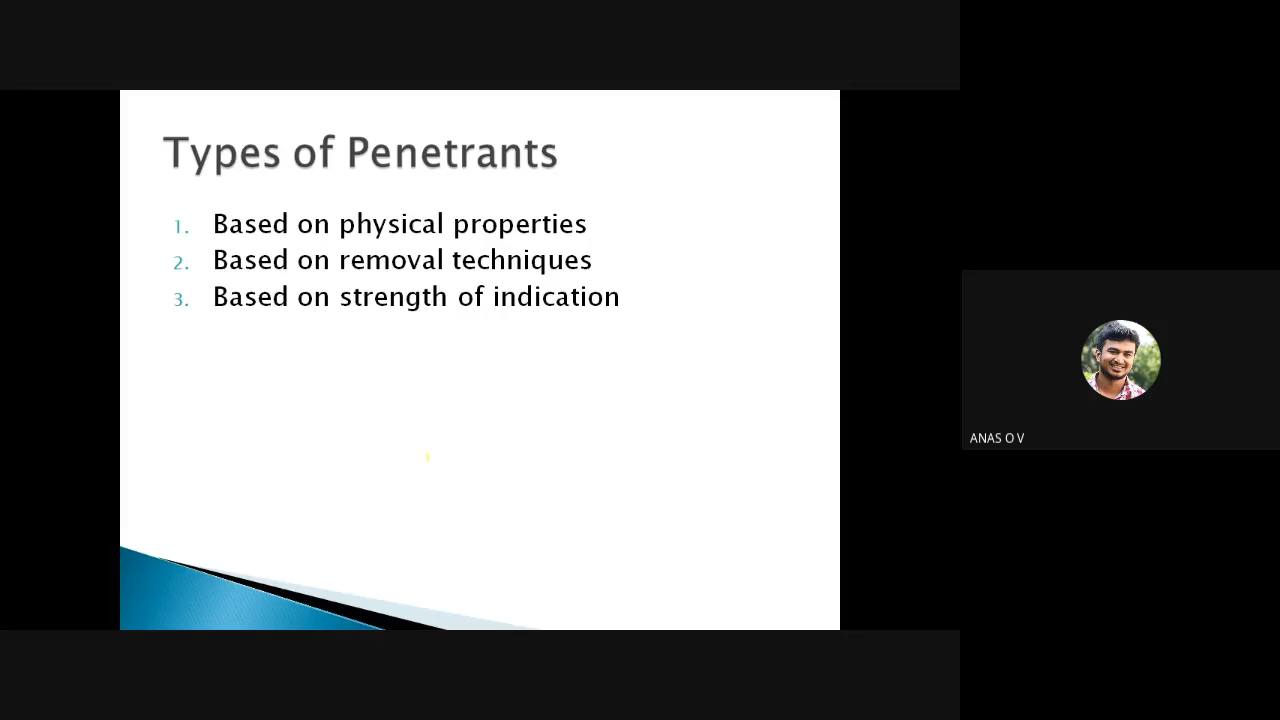 Types of Penetrants
1. Based on physical properties
2. Based on removal techniques
3. Based on strength of indication
ANAS O V